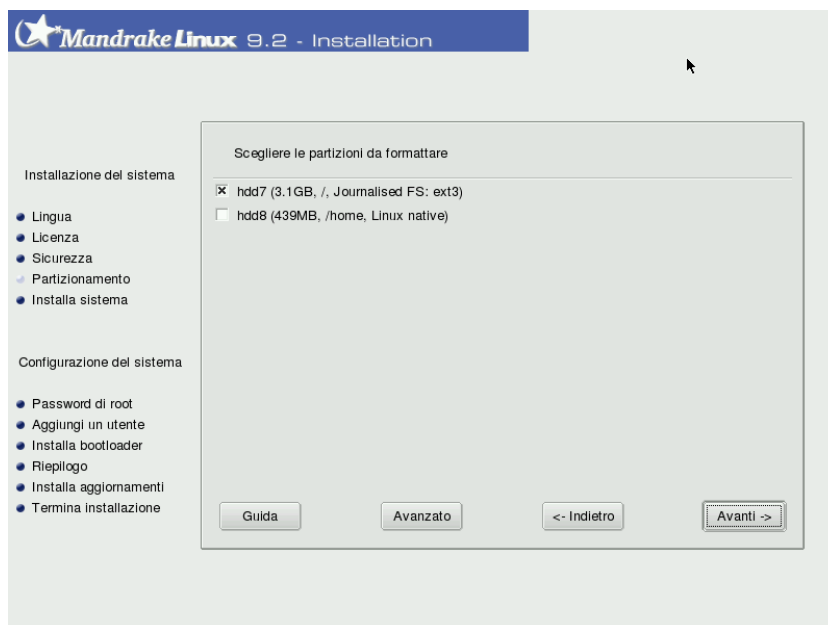 Mandrake Linux 9.2 - Installation
Scegliere le partizioni da formattare
Installazione del sistema
hdd7 (3.1GB, /, Journalised FS: ext3)
hdd8 (439MB, /home, Linux native)
Lingua
Licenza
Sicurezza
Partizionamento
Installa sistema
Configurazione del sistema
Password di root
Aggiungi un utente
Installa bootloader
Riepilogo
Installa aggiornamenti
Termina installazione
Guida
Avanzato
<- Indietro
Avanti ->